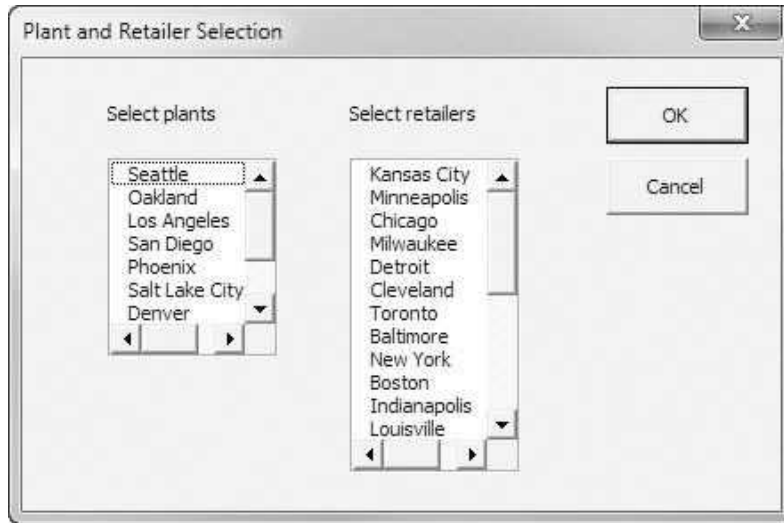 Plant and Retailer Selection
Select plants
Seattle
Oakland
Los Angeles
San Diego
Phoenix
Salt Lake City
Denver
Select retailers
Kansas City
Minneapolis
Chicago
Milwaukee
Detroit
Cleveland
Toronto
Baltimore
New York
Boston
Indianapolis
Louisville
OK
Cancel